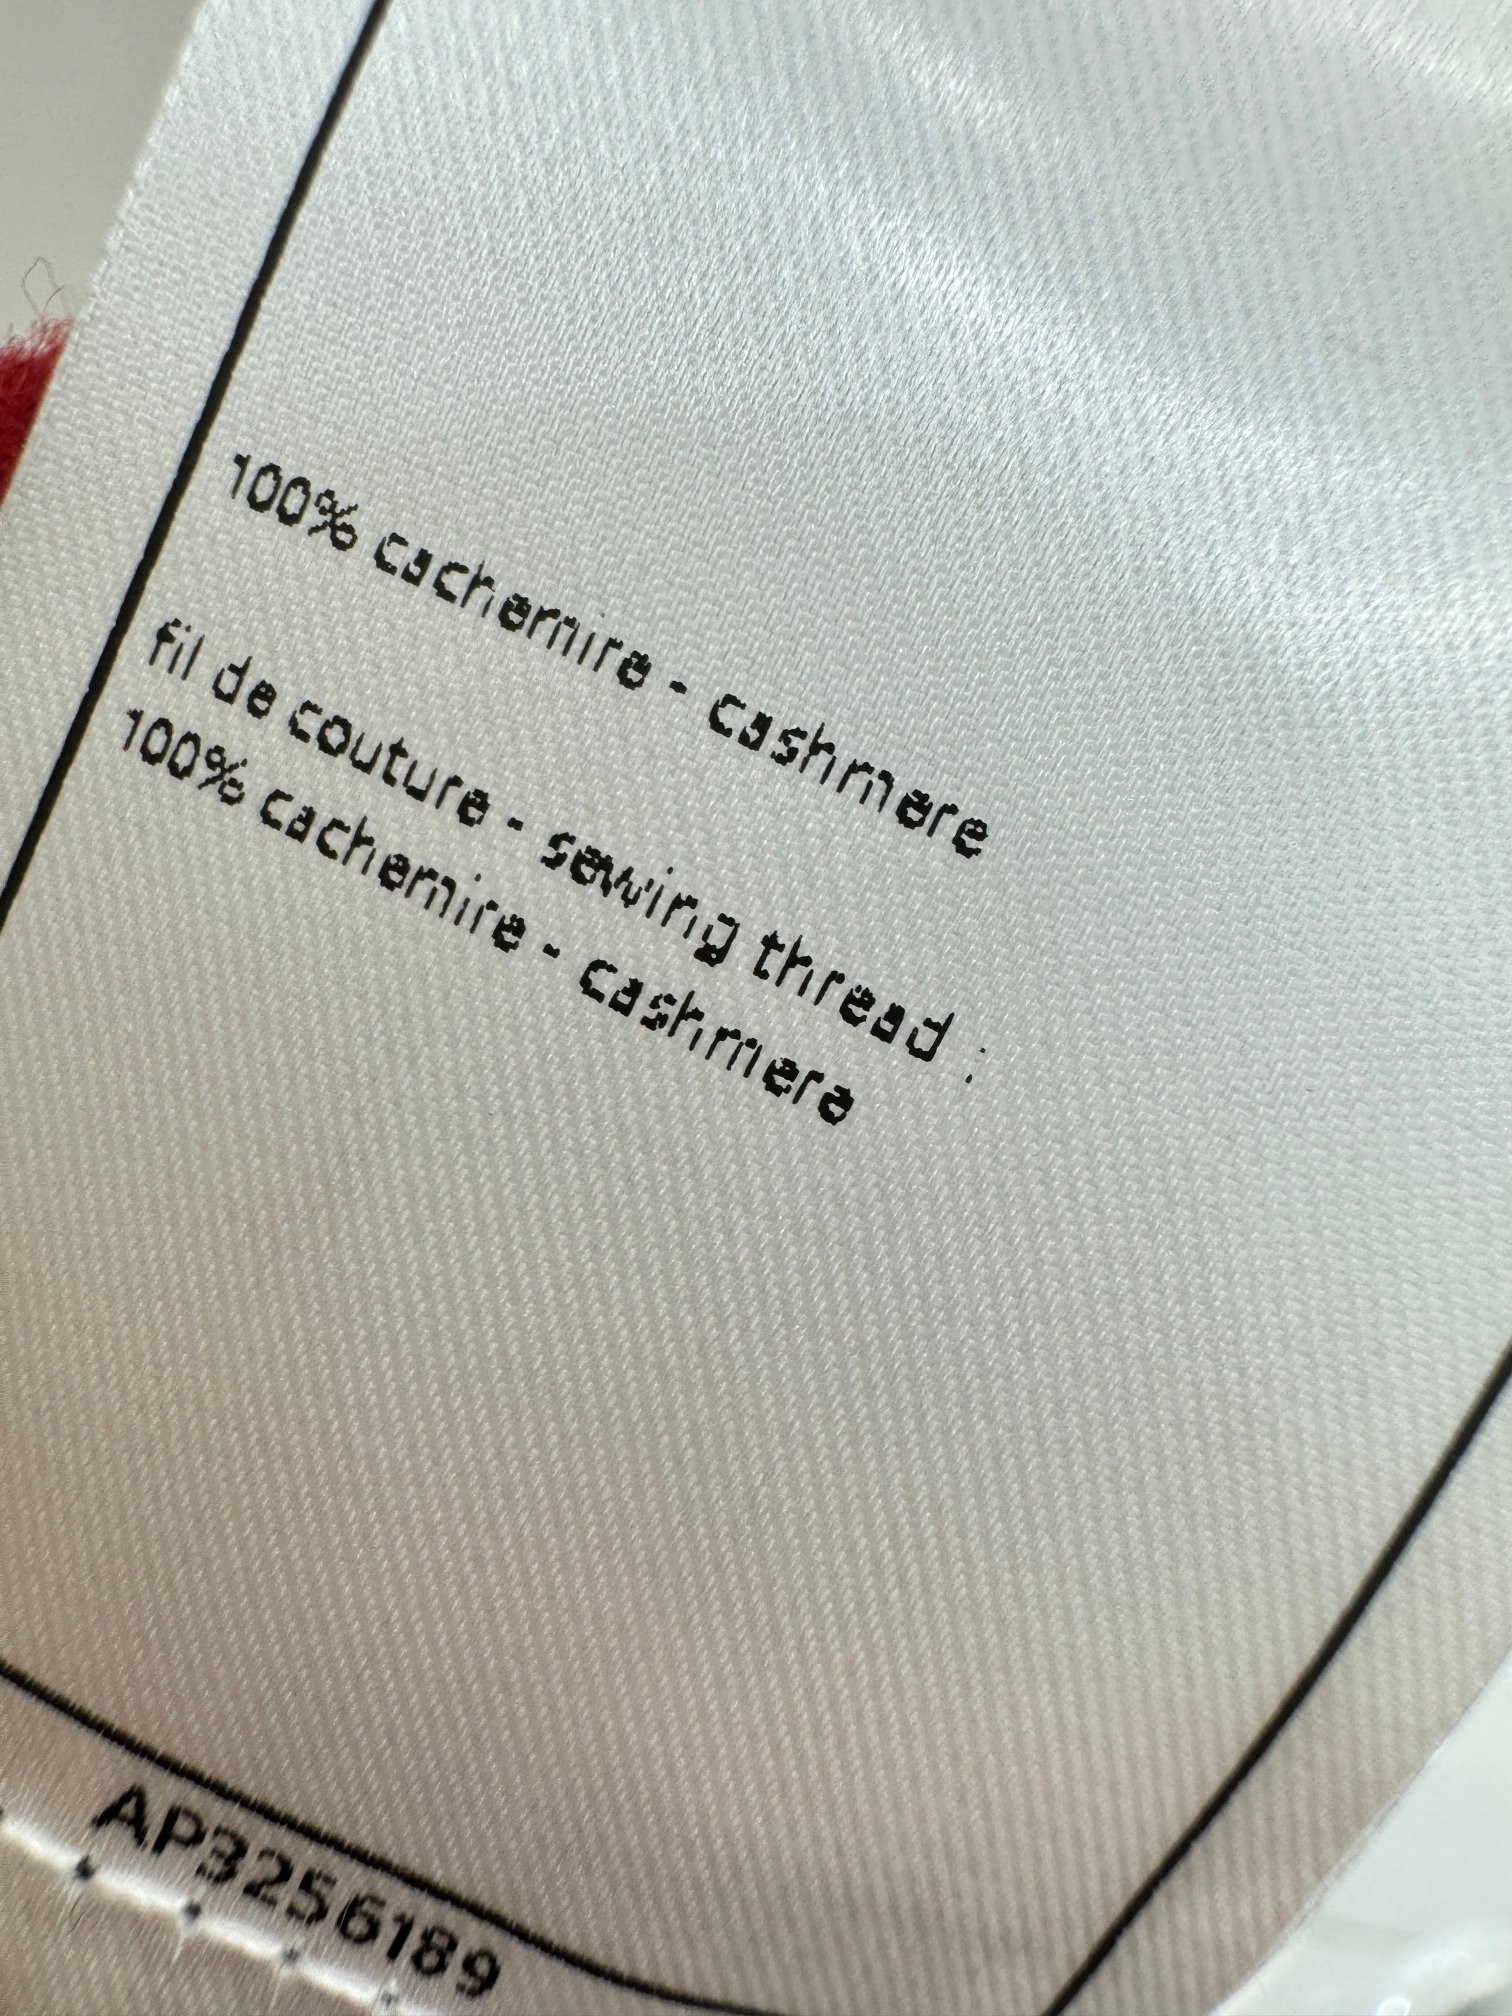 100% cachemire - cashmere
fil de couture - sewing thread :
100% cachemire - cashmere
AP3256189